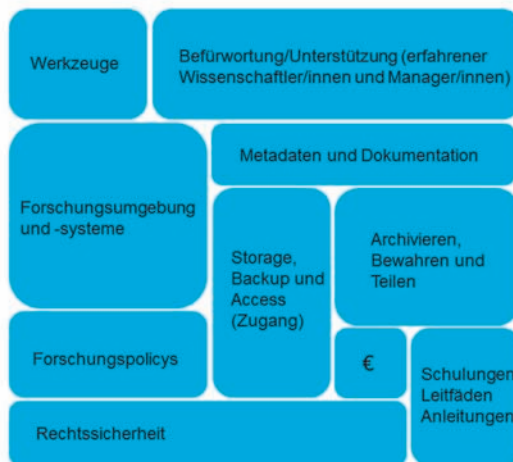 Werkzeuge
Befürwortung/Unterstützung (erfahrener
Wissenschaftler/innen und Manager/innen)
Metadaten und Dokumentation
Forschungsumgebung
und -systeme
Storage,
Backup und
Access
(Zugang)
Archivieren,
Bewahren und
Teilen
Forschungspolicys
€
Schulungen
Leitfäden
Anleitungen
Rechtssicherheit